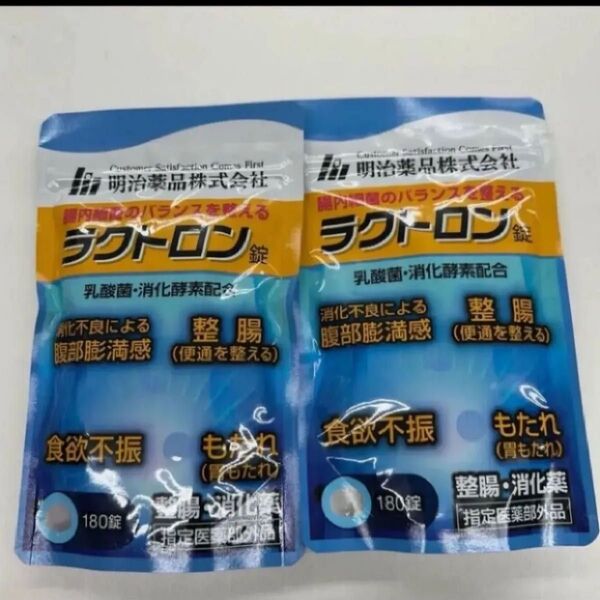 Customer Satisfaction Comes First
明治薬品株式会社
腸内細菌のバランスを整える
ラクトロン錠
乳酸菌・消化酵素配合
消化不良による
腹部膨満感
整腸
(便通を整える)
食欲不振
もたれ
(胃もたれ)
180錠
整腸・消化薬
指定医薬部外品
Customer Satisfaction Comes First
明治薬品株式会社
腸内細菌のバランスを整える
ラクトロン錠
乳酸菌・消化酵素配合
消化不良による
腹部膨満感
整腸
(便通を整える)
食欲不振
もたれ
(胃もたれ)
180錠
整腸・消化薬
指定医薬部外品